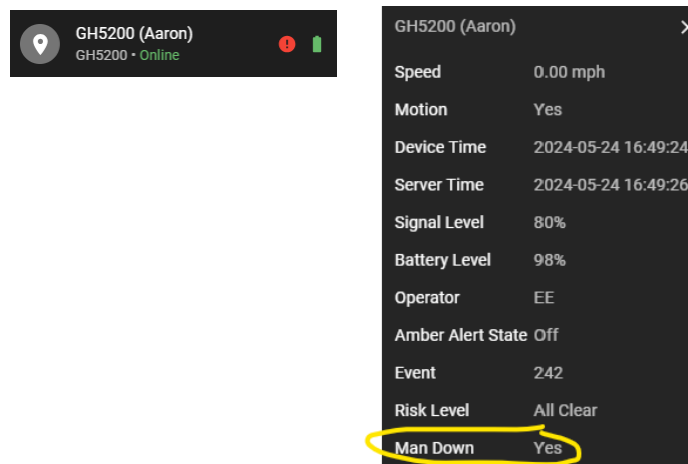 GH5200 (Aaron)
GH5200 • Online
GH5200 (Aaron)
Speed 0.00 mph
Motion Yes
Device Time 2024-05-24 16:49:24
Server Time 2024-05-24 16:49:26
Signal Level 80%
Battery Level 98%
Operator EE
Amber Alert State Off
Event 242
Risk Level All Clear
Man Down Yes